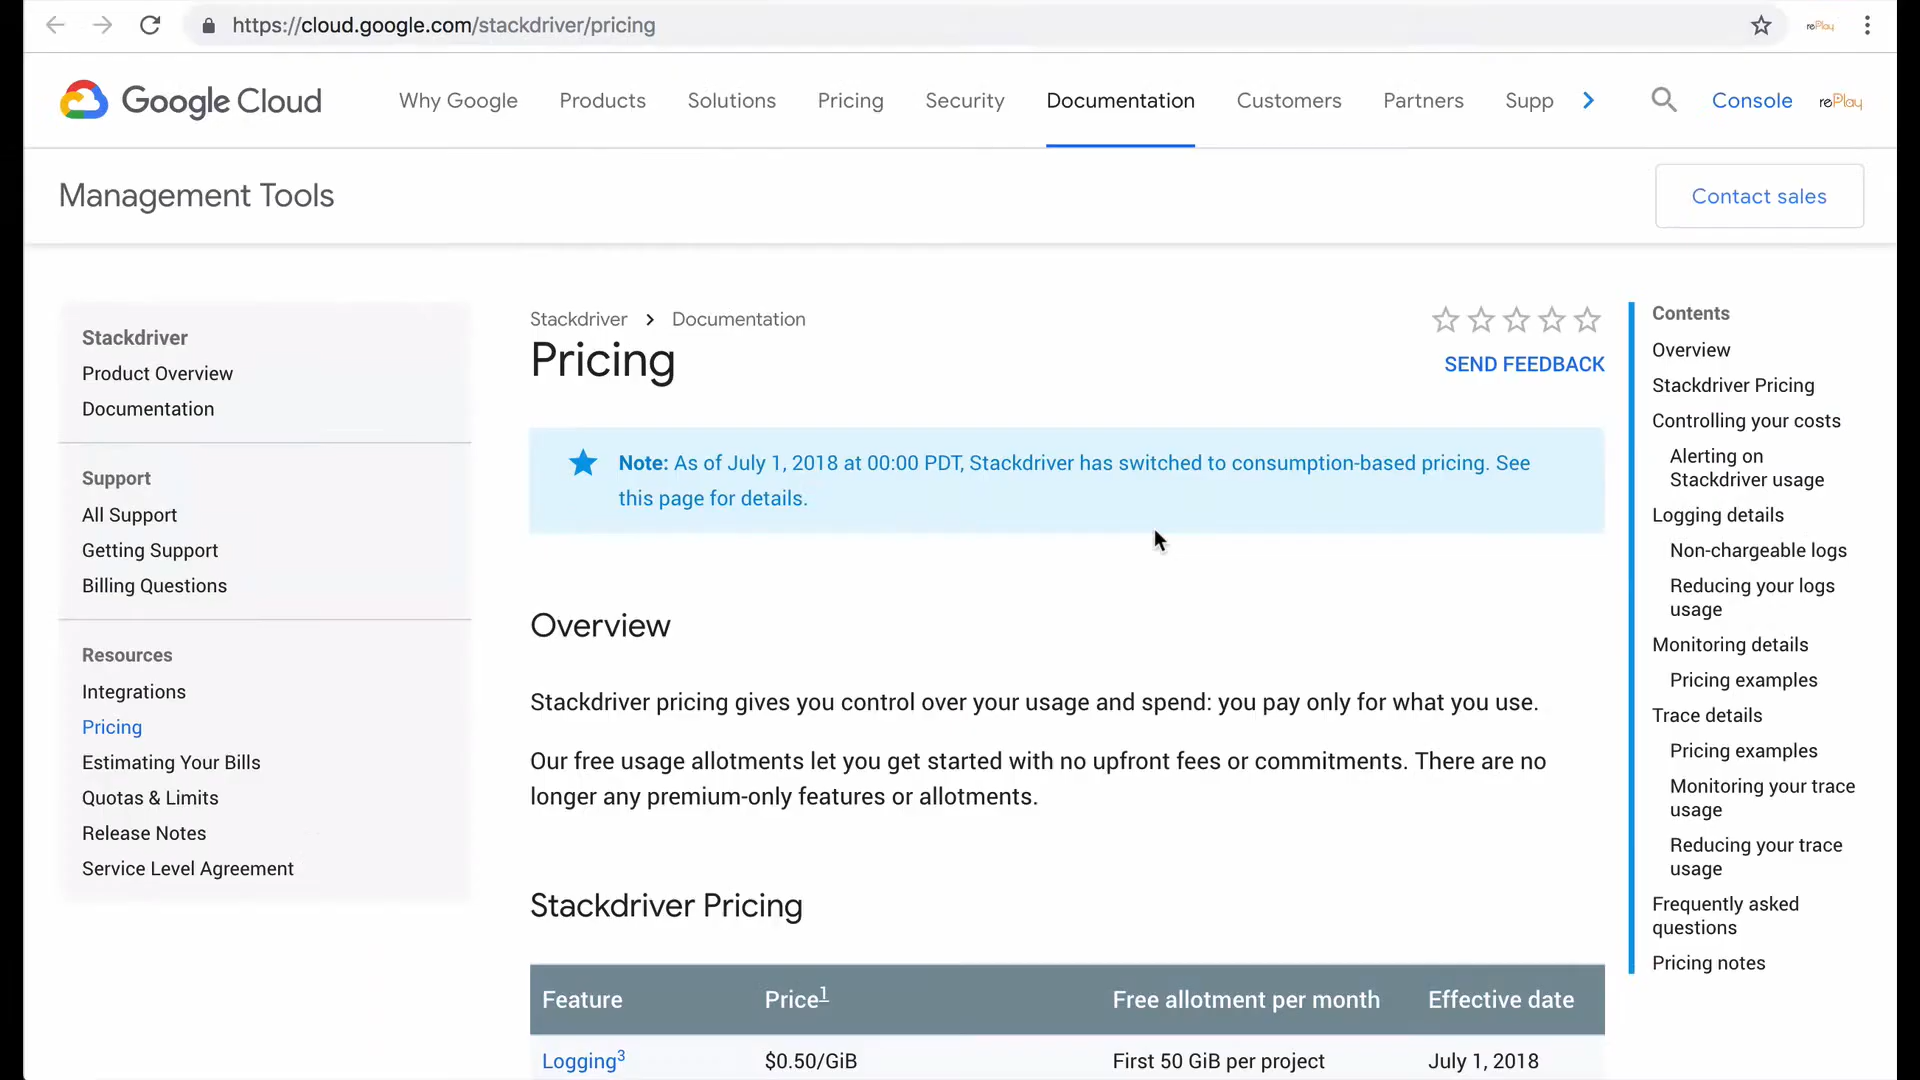 https://cloud.google.com/stackdriver/pricing
rePlay
Google Cloud
Why Google
Products
Solutions
Pricing
Security
Documentation
Customers
Partners
Supp
Console
rePlay
Management Tools
Contact sales
Stackdriver
Product Overview
Documentation
Support
All Support
Getting Support
Billing Questions
Resources
Integrations
Pricing
Estimating Your Bills
Quotas & Limits
Release Notes
Service Level Agreement
Stackdriver > Documentation
Pricing
SEND FEEDBACK
Note: As of July 1, 2018 at 00:00 PDT, Stackdriver has switched to consumption-based pricing. See
this page for details.
Overview
Stackdriver pricing gives you control over your usage and spend: you pay only for what you use.
Our free usage allotments let you get started with no upfront fees or commitments. There are no
longer any premium-only features or allotments.
Stackdriver Pricing
Feature Price1 Free allotment per month Effective date
Logging3 $0.50/GiB First 50 GiB per project July 1, 2018
Contents
Overview
Stackdriver Pricing
Controlling your costs
Alerting on
Stackdriver usage
Logging details
Non-chargeable logs
Reducing your logs
usage
Monitoring details
Pricing examples
Trace details
Pricing examples
Monitoring your trace
usage
Reducing your trace
usage
Frequently asked
questions
Pricing notes